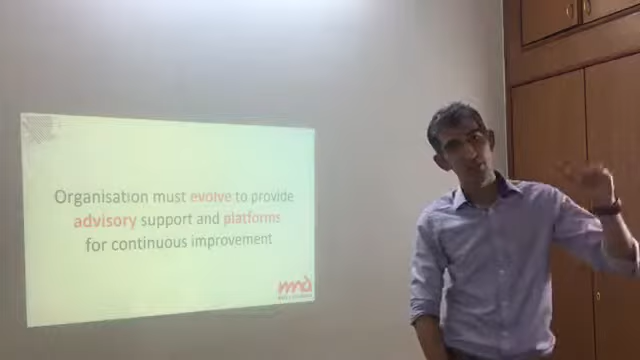 Organisation must evolve to provide
advisory support and platforms
for continuous improvement